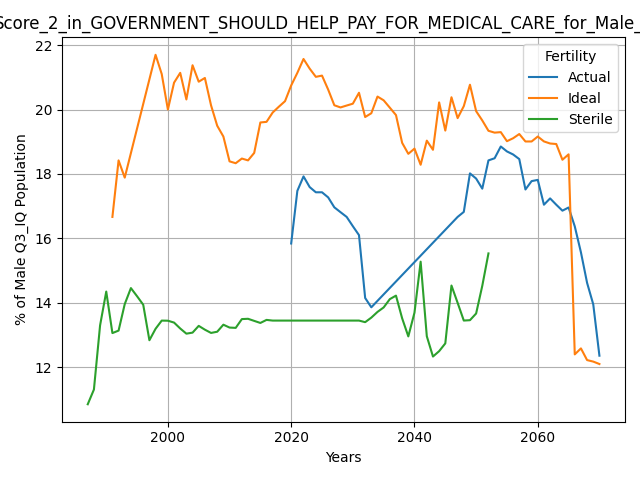 Score_2_in_GOVERNMENT_SHOULD_HELP_PAY_FOR_MEDICAL_CARE_for_Male_
Fertility
Actual
Ideal
Sterile
% of Male Q3_IQ Population
22
20
18
16
14
12
2000
2020
2040
2060
Years